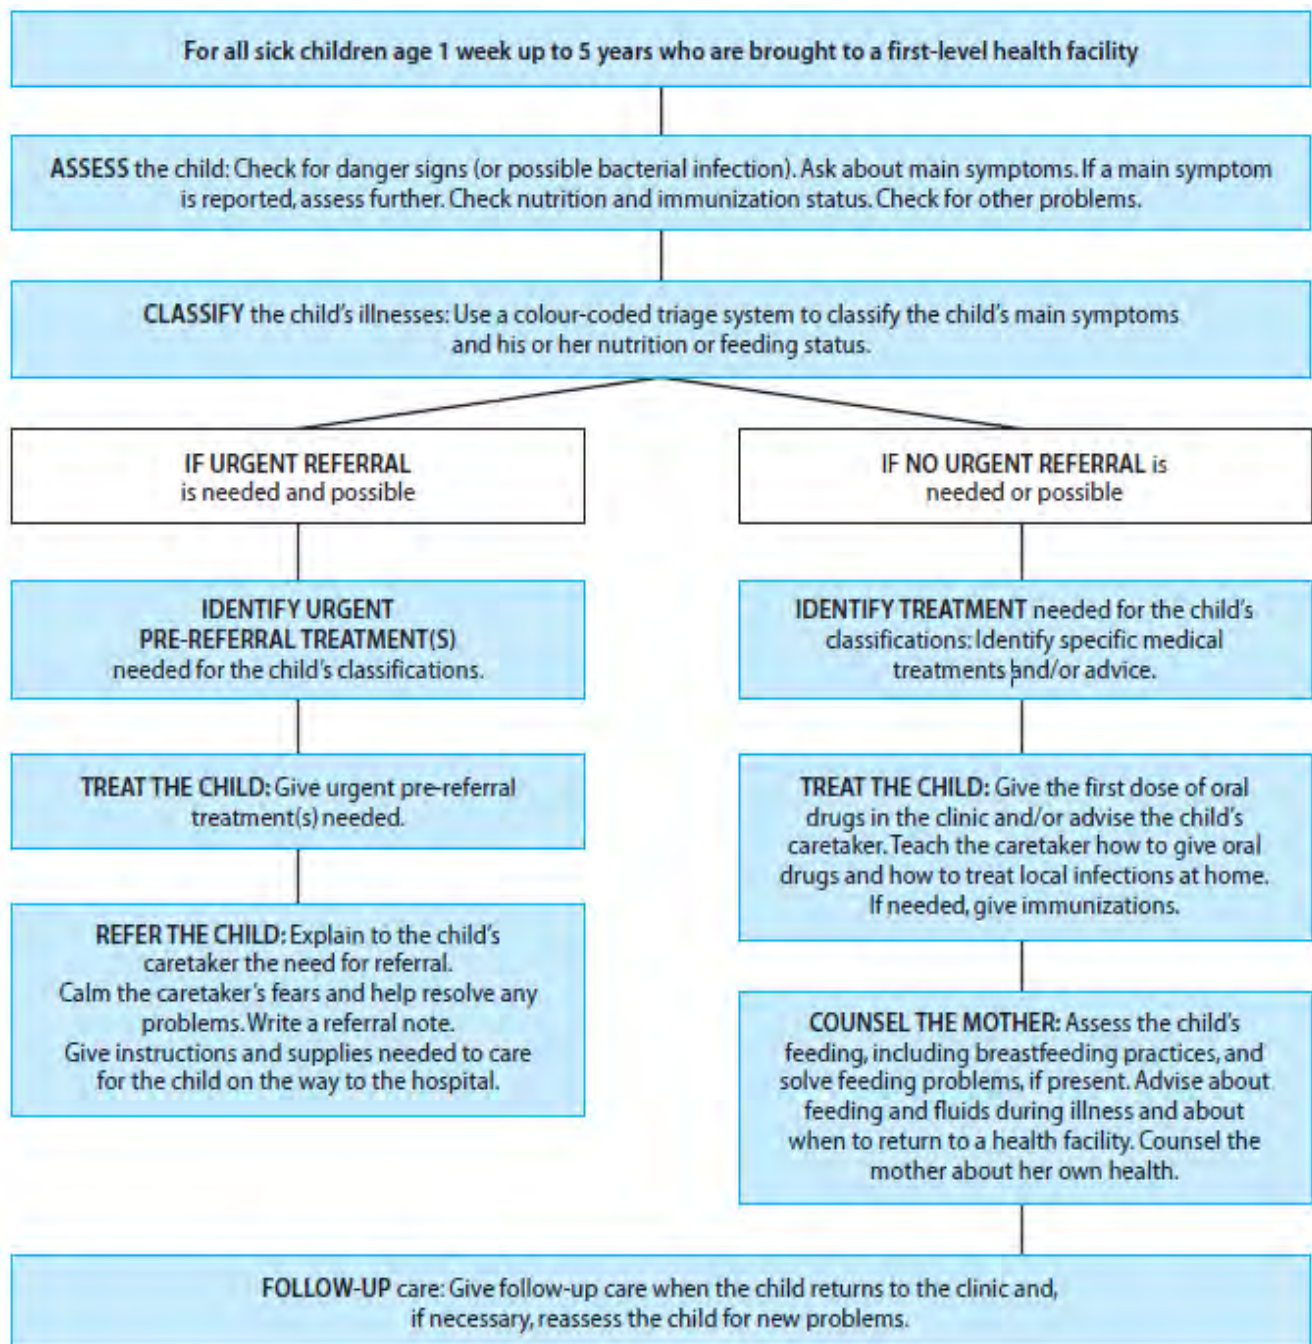 For all sick children age 1 week up to 5 years who are brought to a first-level health facility
ASSESS the child: Check for danger signs (or possible bacterial infection). Ask about main symptoms. If a main symptom
is reported, assess further. Check nutrition and immunization status. Check for other problems.
CLASSIFY the child's illnesses: Use a colour-coded triage system to classify the child's main symptoms
and his or her nutrition or feeding status.
IF URGENT REFERRAL
is needed and possible
IDENTIFY URGENT
PRE-REFERRAL TREATMENT(S)
needed for the child's classifications.
TREAT THE CHILD: Give urgent pre-referral
treatment(s) needed.
REFER THE CHILD: Explain to the child's
caretaker the need for referral.
Calm the caretaker's fears and help resolve any
problems. Write a referral note.
Give instructions and supplies needed to care
for the child on the way to the hospital.
IF NO URGENT REFERRAL is
needed or possible
IDENTIFY TREATMENT needed for the child's
classifications: Identify specific medical
treatments and/or advice.
TREAT THE CHILD: Give the first dose of oral
drugs in the clinic and/or advise the child's
caretaker. Teach the caretaker how to give oral
drugs and how to treat local infections at home.
If needed, give immunizations.
COUNSEL THE MOTHER: Assess the child's
feeding, including breastfeeding practices, and
solve feeding problems, if present. Advise about
feeding and fluids during illness and about
when to return to a health facility. Counsel the
mother about her own health.
FOLLOW-UP care: Give follow-up care when the child returns to the clinic and,
if necessary, reassess the child for new problems.